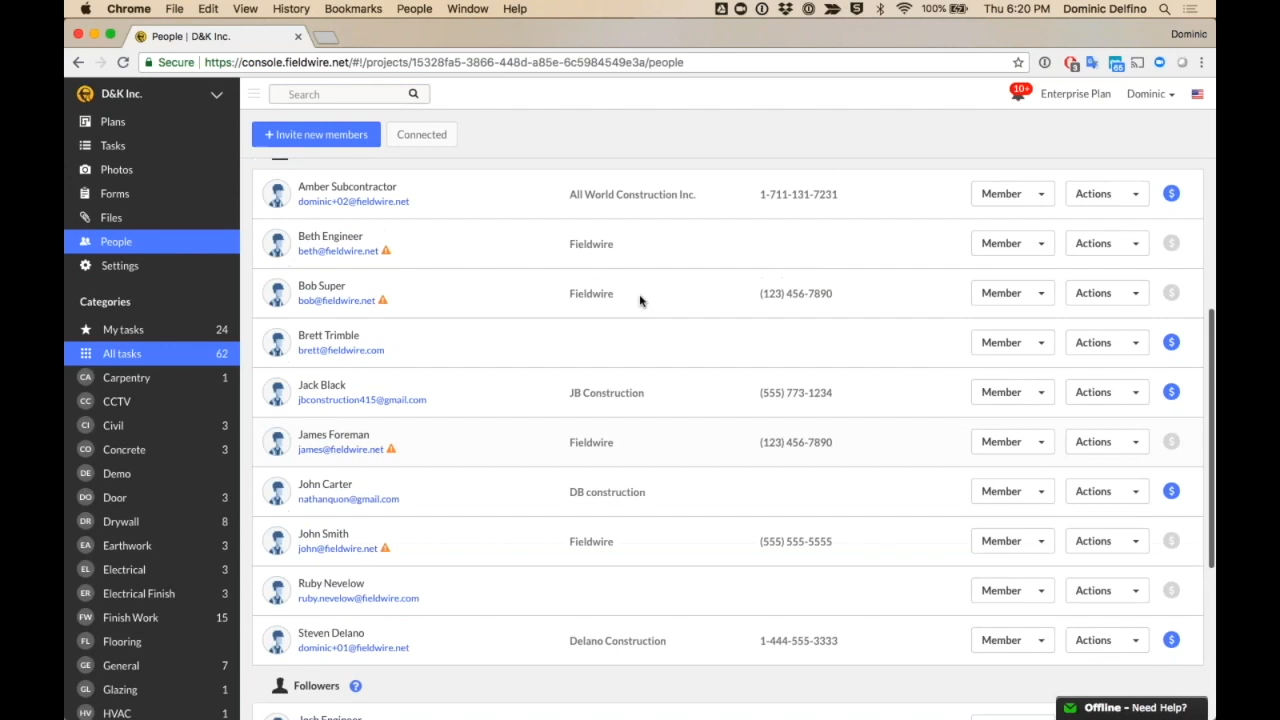 Chrome File Edit View History Bookmarks People Window Help 100% Thu 6:20 PM Dominic Delfino
People | D&K Inc. Dominic
Secure https://console.fieldwire.net/#!/projects/15328fa5-3866-448d-a85e-6c5984549e3a/people
D&K Inc. Search 10+ Enterprise Plan Dominic
Plans
Tasks
Photos
Forms
Files
People
Settings
Categories
My tasks 24
All tasks 62
CA Carpentry 1
CC CCTV
CI Civil 3
CO Concrete 3
DE Demo
DO Door 3
DR Drywall 8
EA Earthwork 3
EL Electrical 3
ER Electrical Finish 3
FW Finish Work 15
FL Flooring
GE General 7
GL Glazing 1
HV HVAC 1
+ Invite new members Connected
Amber Subcontractor
dominic+02@fieldwire.net
All World Construction Inc. 1-711-131-7231 Member Actions $
Beth Engineer
beth@fieldwire.net
Fieldwire Member Actions $
Bob Super
bob@fieldwire.net
Fieldwire (123) 456-7890 Member Actions $
Brett Trimble
brett@fieldwire.com
Member Actions $
Jack Black
jbconstruction415@gmail.com
JB Construction (555) 773-1234 Member Actions $
James Foreman
james@fieldwire.net
Fieldwire (123) 456-7890 Member Actions $
John Carter
nathanquon@gmail.com
DB construction Member Actions $
John Smith
john@fieldwire.net
Fieldwire (555) 555-5555 Member Actions $
Ruby Nevelow
ruby.nevelow@fieldwire.com
Member Actions $
Steven Delano
dominic+01@fieldwire.net
Delano Construction 1-444-555-3333 Member Actions $
Followers ?
Josh Engineer
Offline - Need Help?